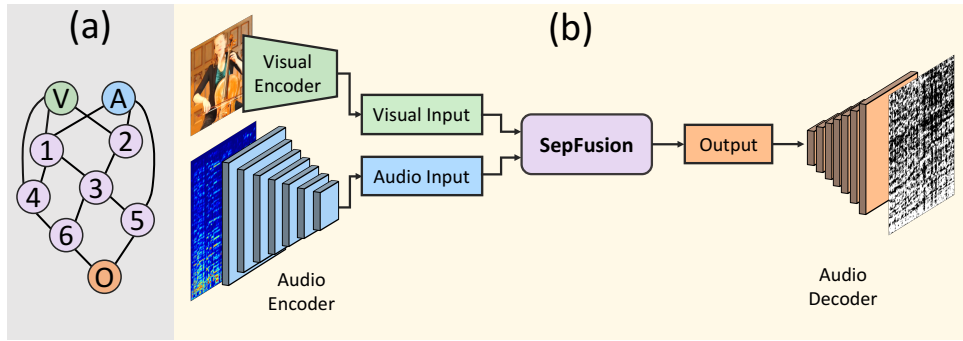 (a)
V
A
1
2
3
4
5
6
O
(b)
Visual
Encoder
Visual Input
Audio Input
SepFusion
Output
Audio
Encoder
Audio
Decoder